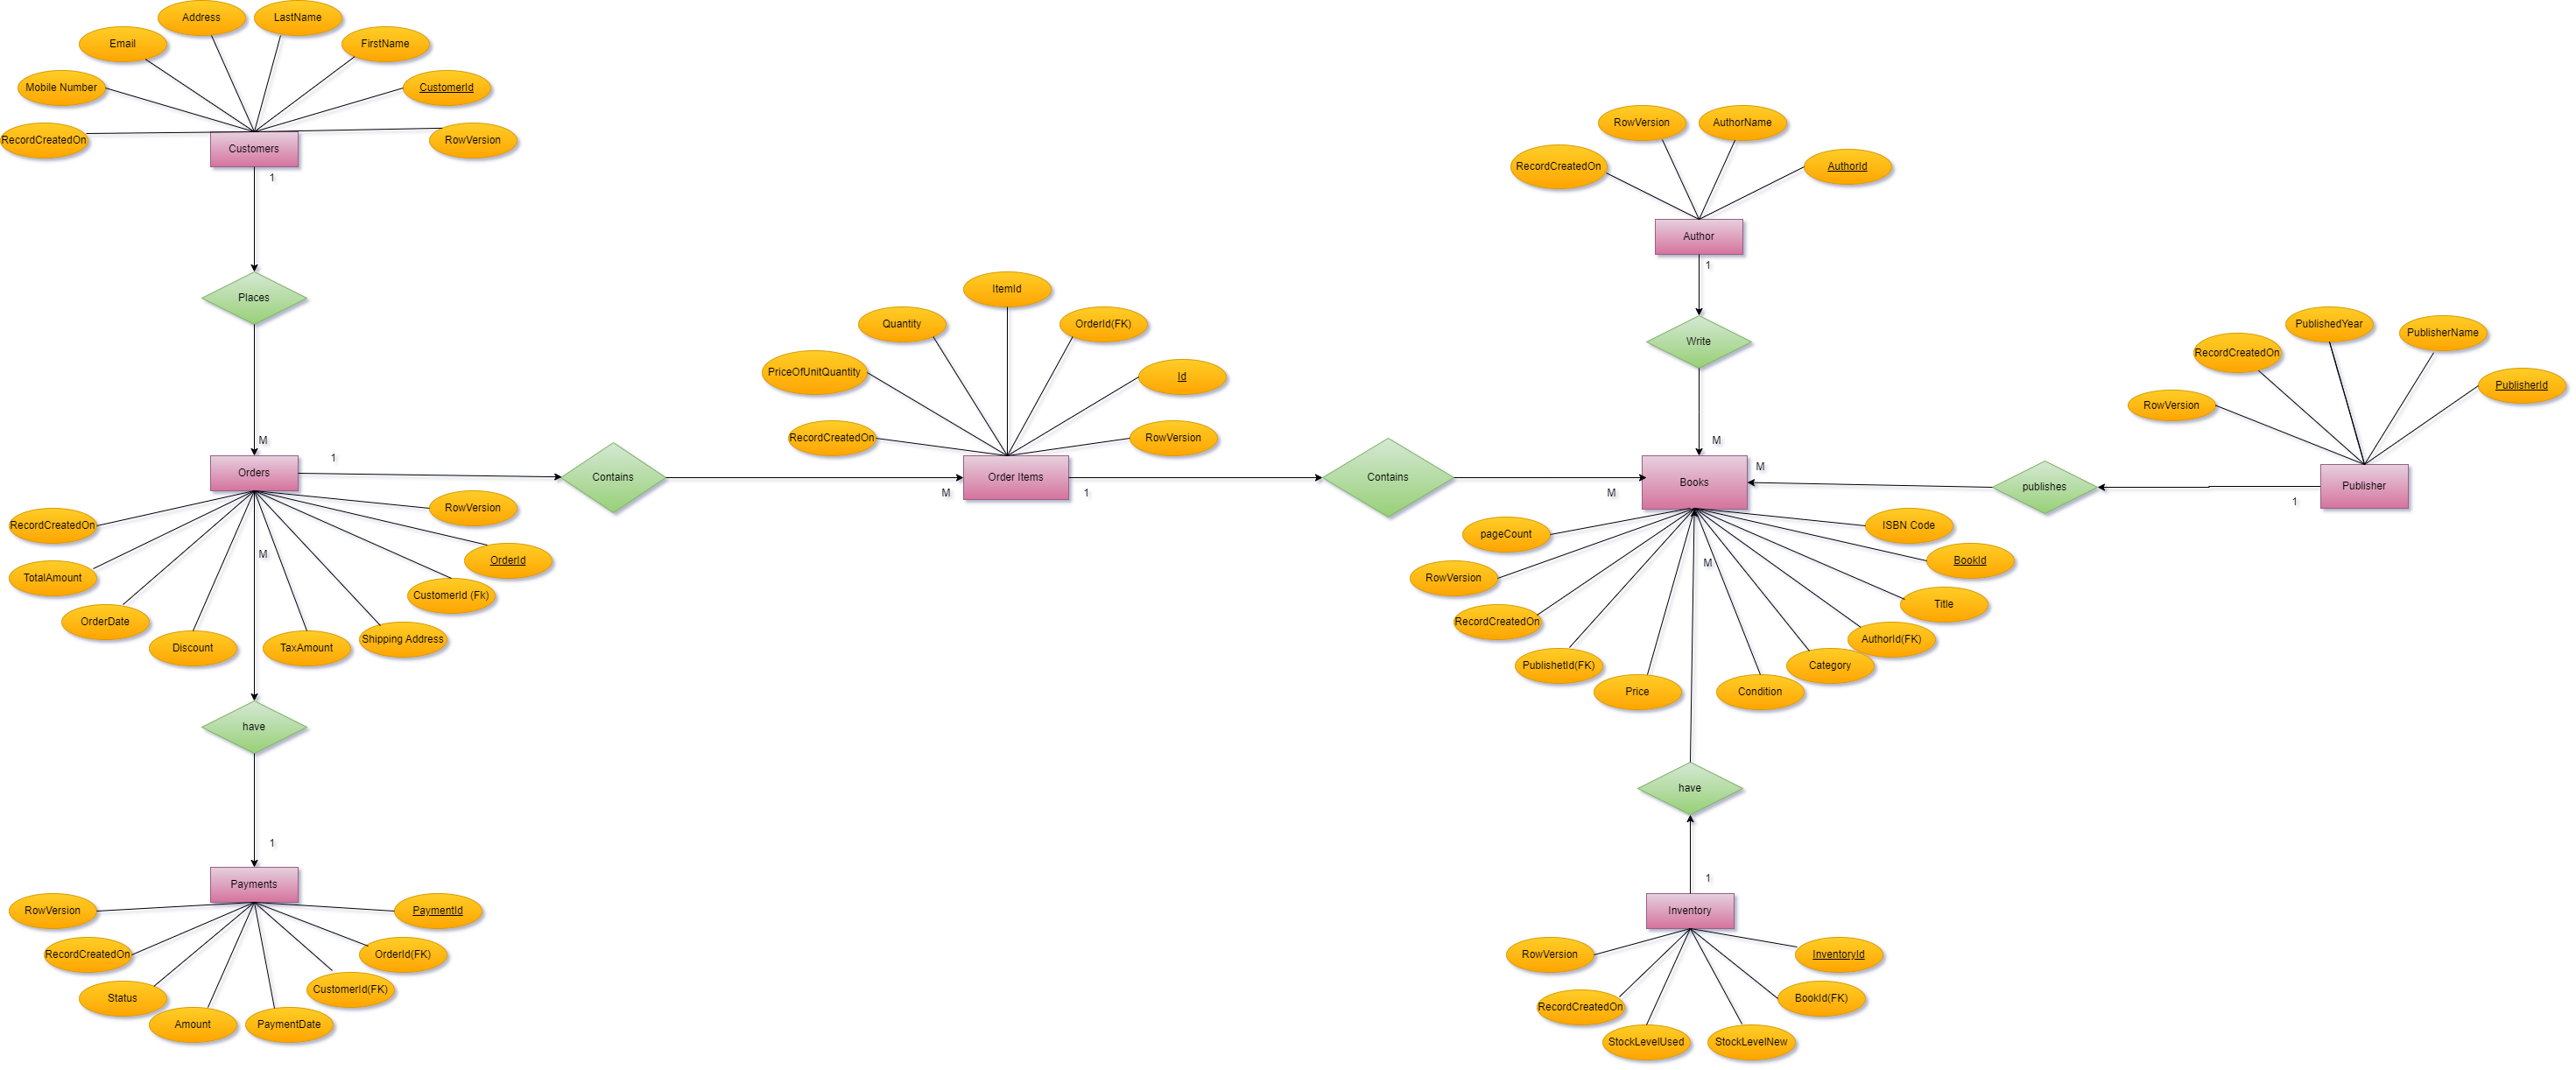 Address
LastName
Email
FirstName
Mobile Number
CustomerId
RecordCreatedOn
RowVersion
Customers
1
Places
M
Orders
1
Contains
M
RecordCreatedOn
RowVersion
OrderId
TotalAmount
CustomerId (Fk)
OrderDate
Shipping Address
Discount
TaxAmount
M
have
1
Payments
RowVersion
PaymentId
RecordCreatedOn
OrderId(FK)
Status
CustomerId(FK)
Amount
PaymentDate
ItemId
Quantity
OrderId(FK)
PriceOfUnitQuantity
Id
RecordCreatedOn
RowVersion
Order Items
1
Contains
M
RowVersion
AuthorName
RecordCreatedOn
AuthorId
Author
1
Write
M
Books
M
publishes
1
Publisher
PublishedYear
PublisherName
RecordCreatedOn
PublisherId
RowVersion
pageCount
ISBN Code
BookId
RowVersion
Title
RecordCreatedOn
AuthorId(FK)
PublishetId(FK)
Category
Price
Condition
M
have
1
Inventory
RowVersion
InventoryId
RecordCreatedOn
BookId(FK)
StockLevelUsed
StockLevelNew